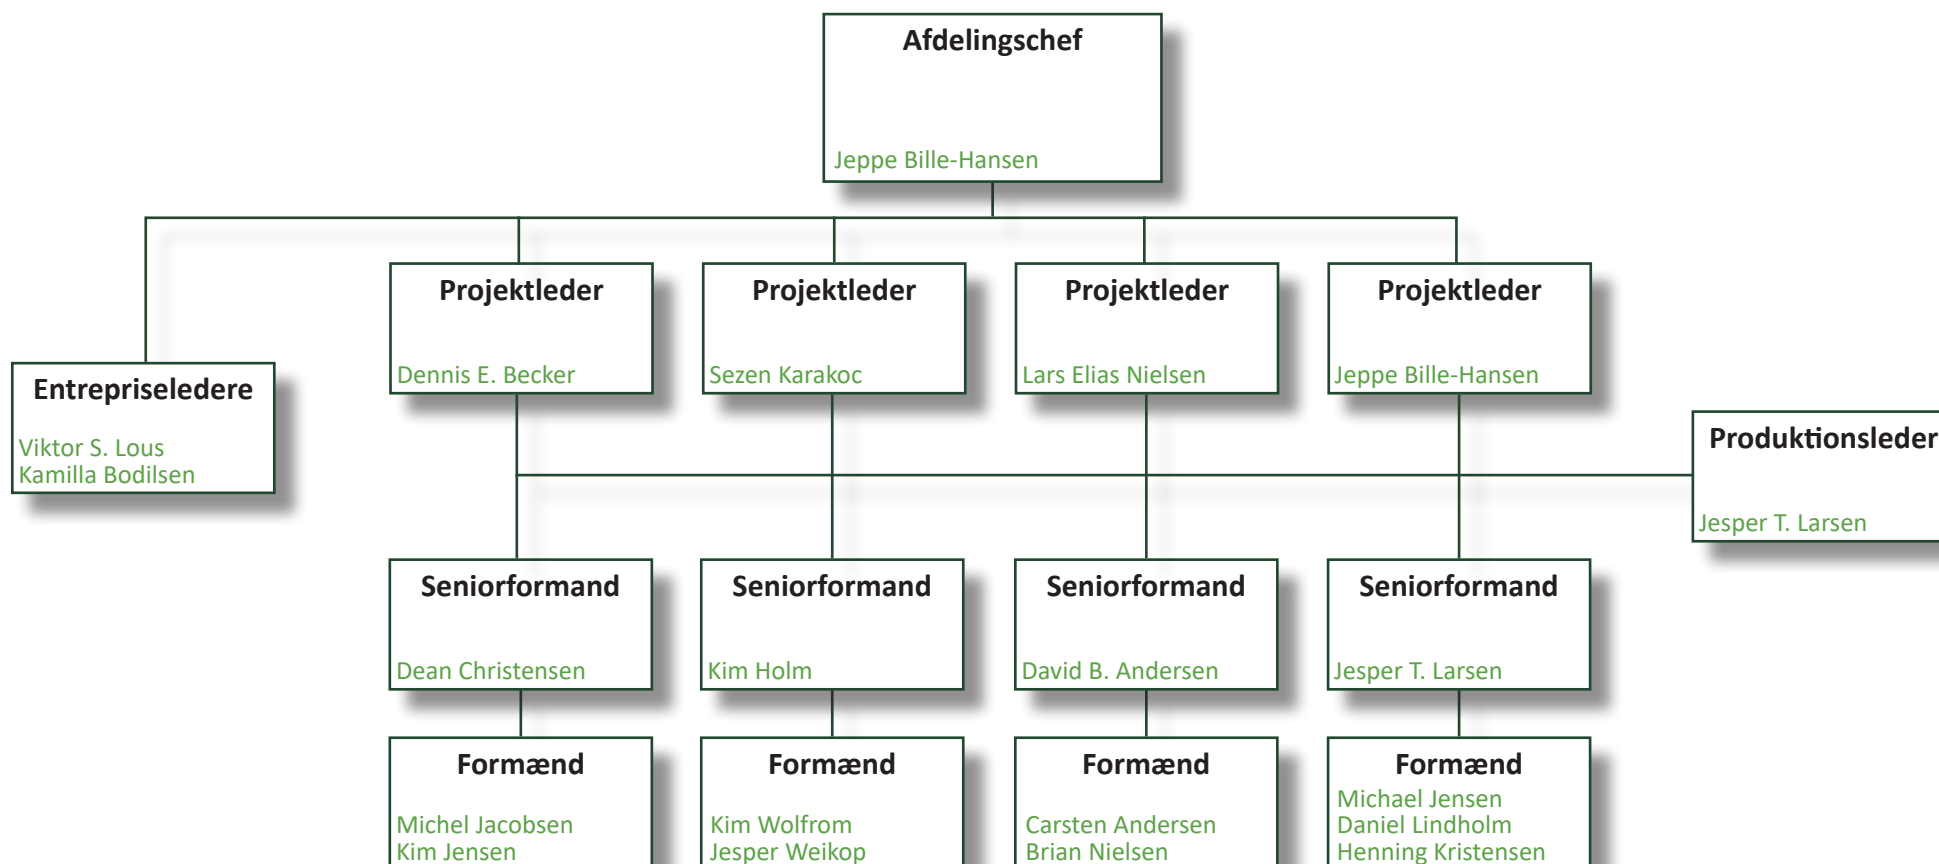 Afdelingschef
Jeppe Bille-Hansen
Projektleder
Dennis E. Becker
Projektleder
Sezen Karakoc
Projektleder
Lars Elias Nielsen
Projektleder
Jeppe Bille-Hansen
Entrepriseledere
Viktor S. Lous
Kamilla Bodilsen
Produktionsleder
Jesper T. Larsen
Seniorformand
Dean Christensen
Seniorformand
Kim Holm
Seniorformand
David B. Andersen
Seniorformand
Jesper T. Larsen
Formænd
Michel Jacobsen
Kim Jensen
Formænd
Kim Wolfrom
Jesper Weikop
Formænd
Carsten Andersen
Brian Nielsen
Formænd
Michael Jensen
Daniel Lindholm
Henning Kristensen